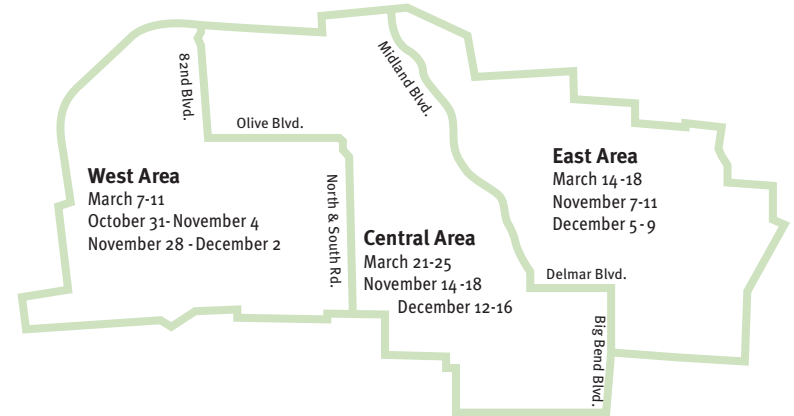 82nd Blvd.
Olive Blvd.
Midland Blvd.
West Area
March 7-11
October 31- November 4
November 28 - December 2
North & South Rd.
Central Area
March 21-25
November 14 -18
December 12-16
East Area
March 14 -18
November 7-11
December 5 - 9
Delmar Blvd.
Big Bend Blvd.